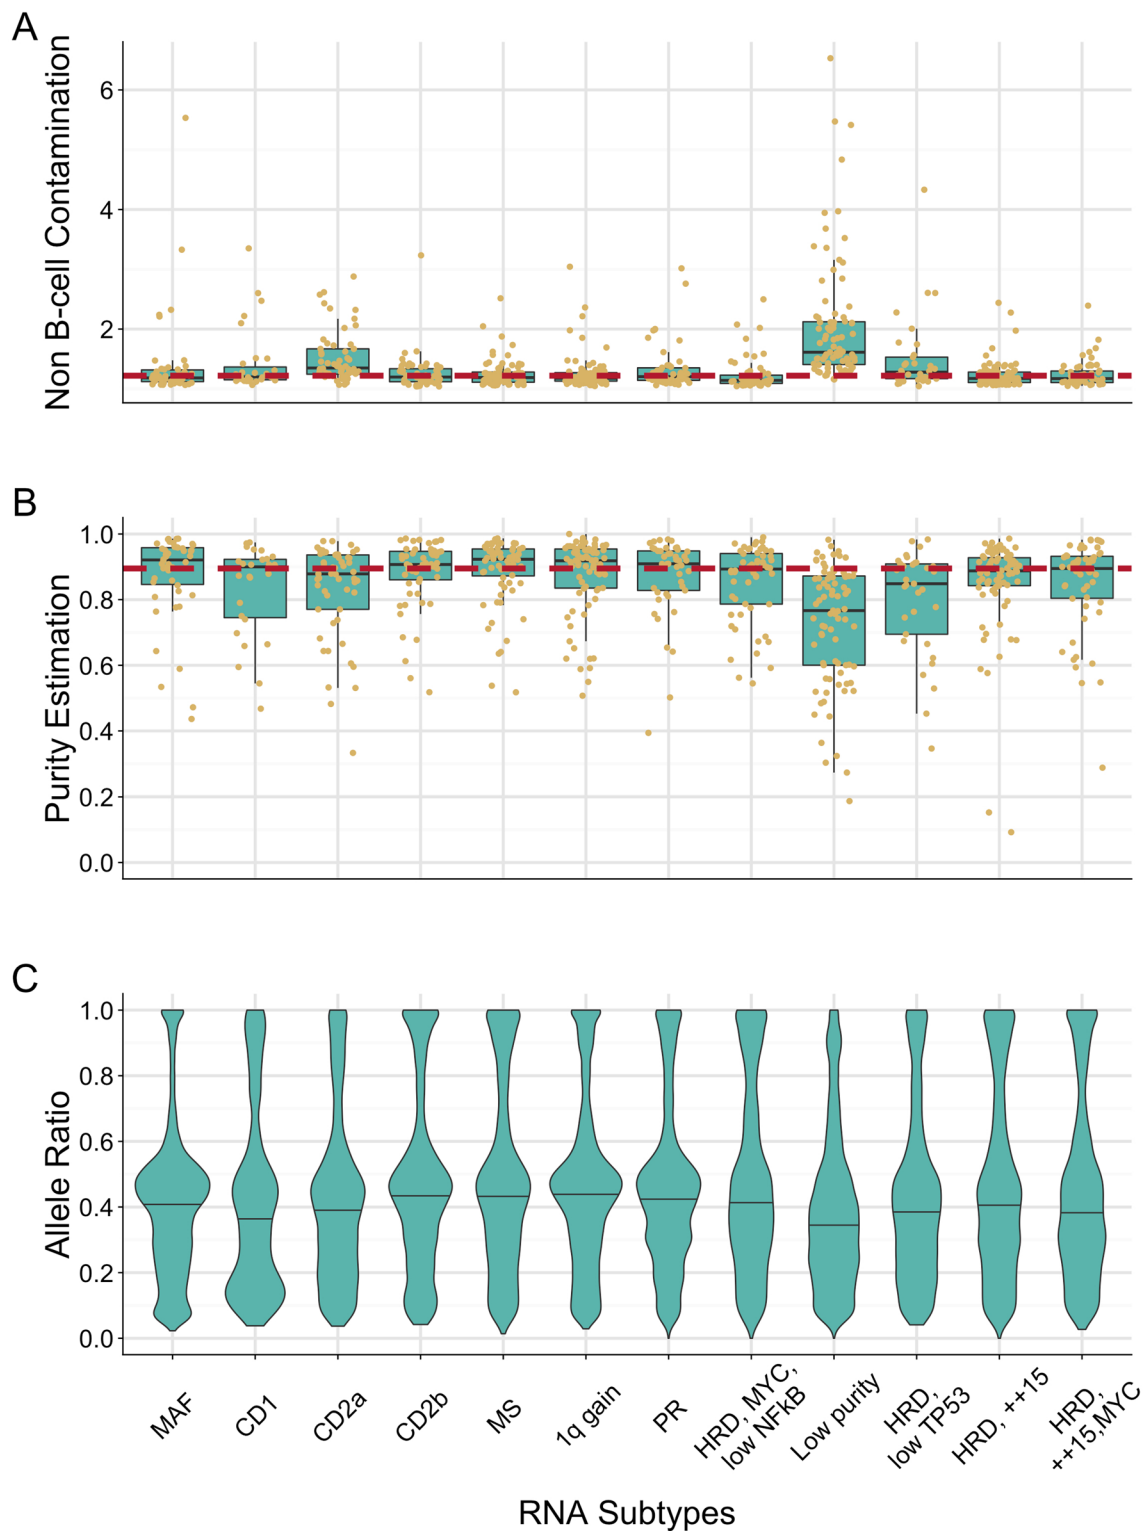 A
Non B-cell Contamination
6
4
2
B
Purity Estimation
1.0
0.8
0.6
0.4
0.2
0.0
C
Allele Ratio
1.0
0.8
0.6
0.4
0.2
0.0
MAF
CD1
CD2a
CD2b
MS
1q gain
PR
HRD, MYC,
low NFkB
Low purity
HRD,
low TP53
HRD, ++15
HRD,
++15,MYC
RNA Subtypes